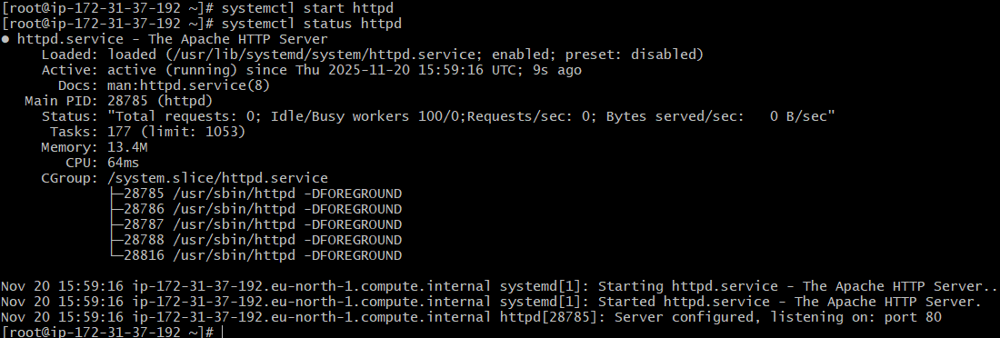 [root@ip-172-31-37-192 ~]# systemctl start httpd
[root@ip-172-31-37-192 ~]# systemctl status httpd
● httpd.service - The Apache HTTP Server
     Loaded: loaded (/usr/lib/systemd/system/httpd.service; enabled; preset: disabled)
     Active: active (running) since Thu 2025-11-20 15:59:16 UTC; 9s ago
       Docs: man:httpd.service(8)
   Main PID: 28785 (httpd)
     Status: "Total requests: 0; Idle/Busy workers 100/0;Requests/sec: 0; Bytes served/sec:   0 B/sec"
      Tasks: 177 (limit: 1053)
     Memory: 13.4M
        CPU: 64ms
     CGroup: /system.slice/httpd.service
             ├─28785 /usr/sbin/httpd -DFOREGROUND
             ├─28786 /usr/sbin/httpd -DFOREGROUND
             ├─28787 /usr/sbin/httpd -DFOREGROUND
             ├─28788 /usr/sbin/httpd -DFOREGROUND
             └─28816 /usr/sbin/httpd -DFOREGROUND
Nov 20 15:59:16 ip-172-31-37-192.eu-north-1.compute.internal systemd[1]: Starting httpd.service - The Apache HTTP Server..
Nov 20 15:59:16 ip-172-31-37-192.eu-north-1.compute.internal systemd[1]: Started httpd.service - The Apache HTTP Server.
Nov 20 15:59:16 ip-172-31-37-192.eu-north-1.compute.internal httpd[28785]: Server configured, listening on: port 80
[root@ip-172-31-37-192 ~]#